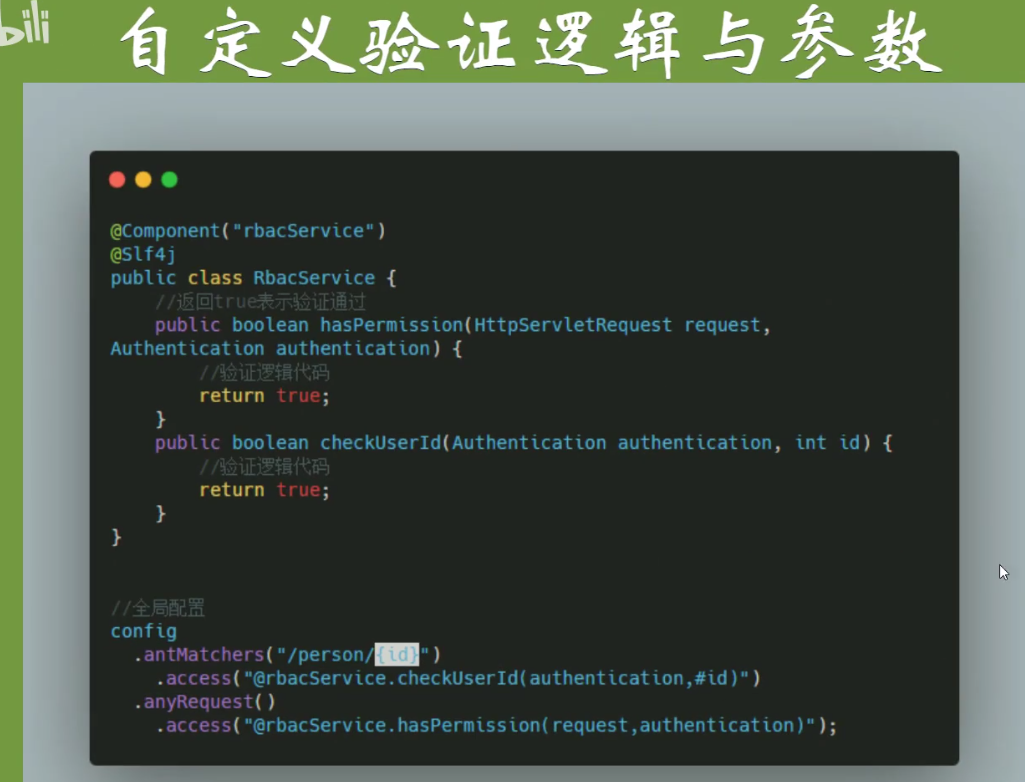 bili
自定义验证逻辑与参数
@Component("rbacService")
@Slf4j
public class RbacService {
//返回true表示验证通过
public boolean hasPermission(HttpServletRequest request,
Authentication authentication) {
//验证逻辑代码
return true;
}
public boolean checkUserId(Authentication authentication, int id) {
//验证逻辑代码
return true;
}
}
//全局配置
config
.antMatchers("/person/{id}")
.access("@rbacService.checkUserId(authentication,#id)")
.anyRequest()
.access("@rbacService.hasPermission(request,authentication)");